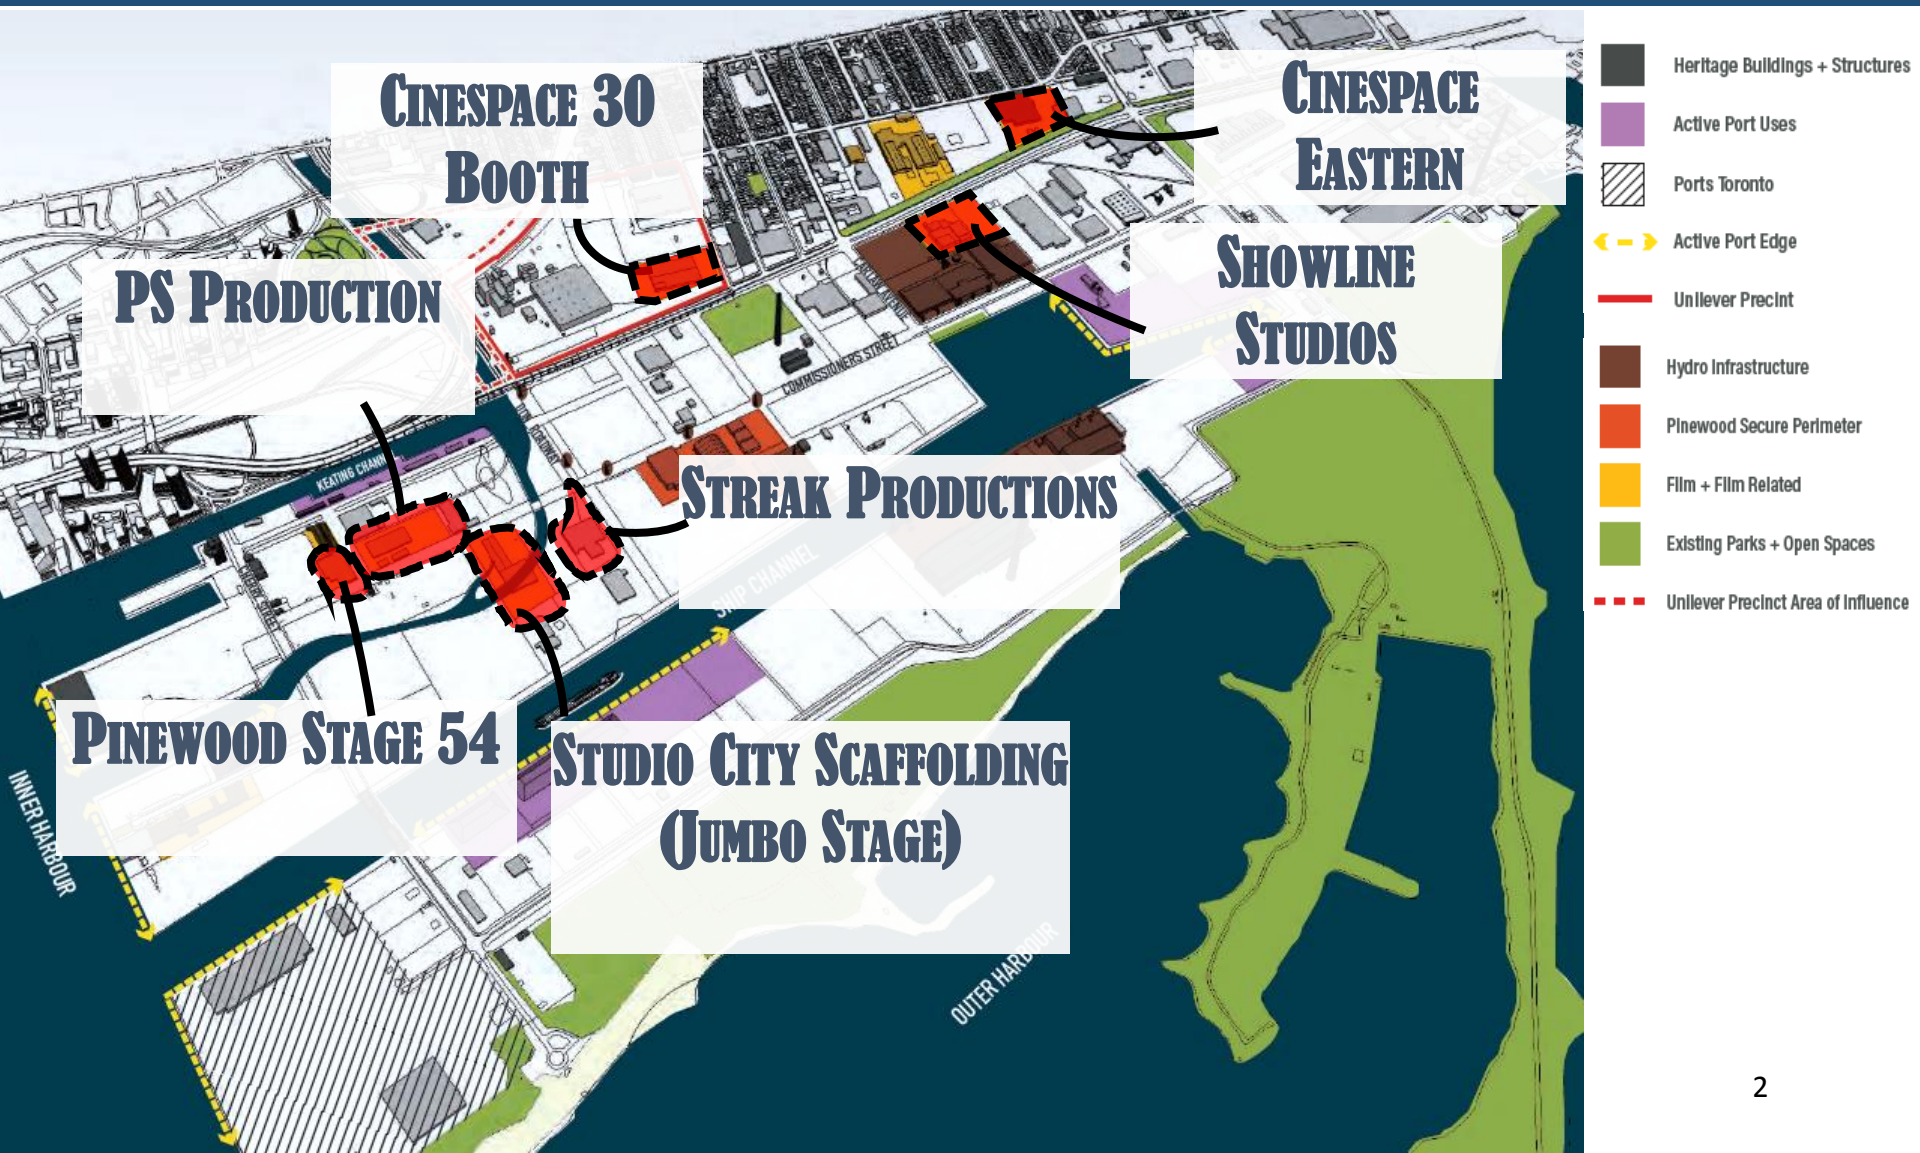 CINESPACE 30
BOOTH
CINESPACE
EASTERN
PS PRODUCTION
SHOWLINE
STUDIOS
STREAK PRODUCTIONS
PINEWOOD STAGE 54
STUDIO CITY SCAFFOLDING
(JUMBO STAGE)
COMMISSIONERS STREET
SHIP CHANNEL
INNER HARBOUR
OUTER HARBOUR
Heritage Buildings + Structures
Active Port Uses
Ports Toronto
Active Port Edge
Unilever Precint
Hydro Infrastructure
Pinewood Secure Perimeter
Film + Film Related
Existing Parks + Open Spaces
Unilever Precinct Area of Influence
2